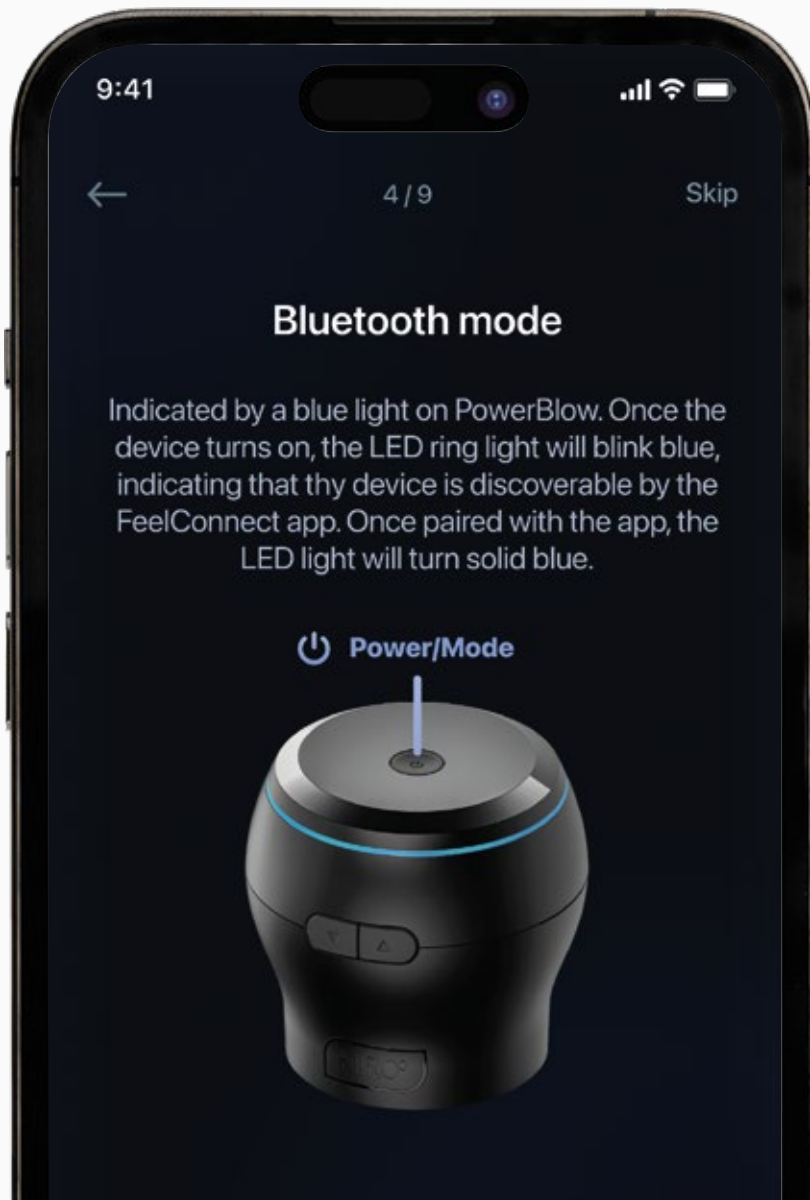 9:41
4/9 Skip
Bluetooth mode
Indicated by a blue light on PowerBlow. Once the
device turns on, the LED ring light will blink blue,
indicating that thy device is discoverable by the
FeelConnect app. Once paired with the app, the
LED light will turn solid blue.
Power/Mode